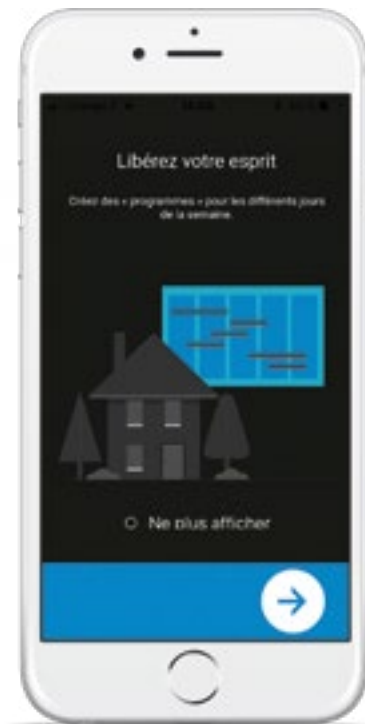 Libérez votre esprit
Créez des « programmes » pour les différents jours
de la semaine.
Ne plus afficher